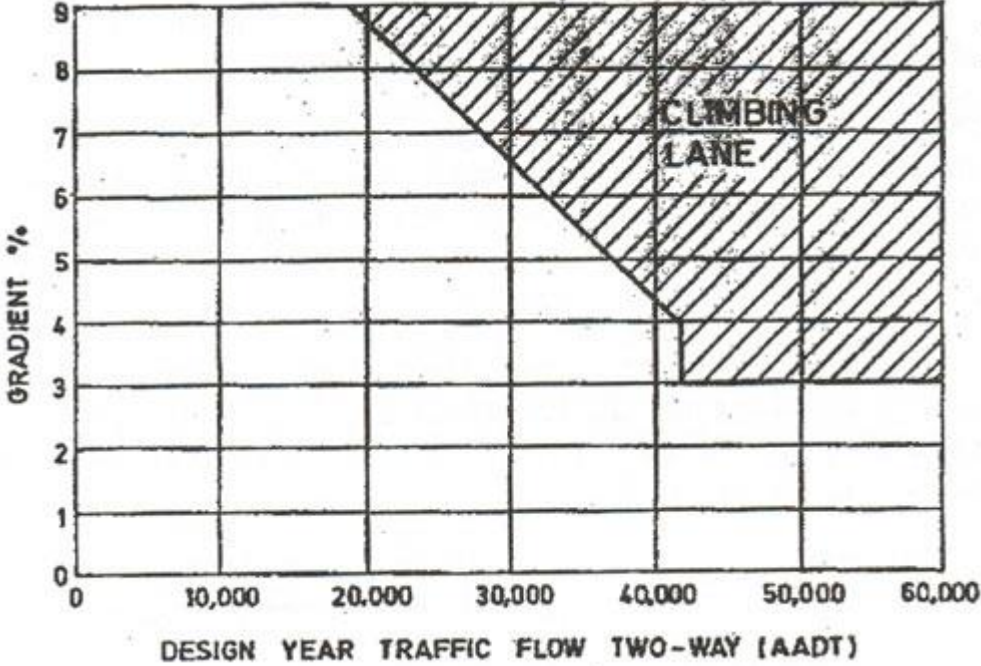 9
8
7
6
5
4
3
2
1
0
GRADIENT %
CLIMBING
LANE
0 10,000 20,000 30,000 40,000 50,000 60,000
DESIGN YEAR TRAFFIC FLOW TWO-WAY (AADT)